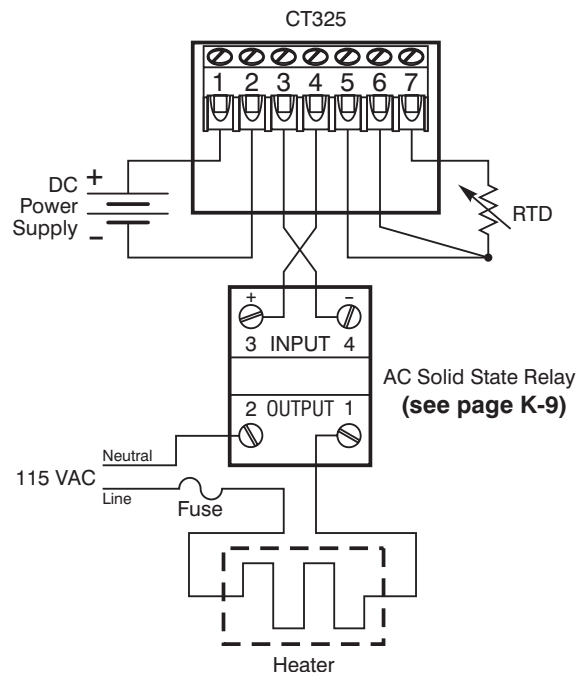 CT325
1 2 3 4 5 6 7
+
DC
Power
Supply
-
RTD
+ -
3 INPUT 4
2 OUTPUT 1
AC Solid State Relay
(see page K-9)
Neutral
115 VAC
Line
Fuse
Heater